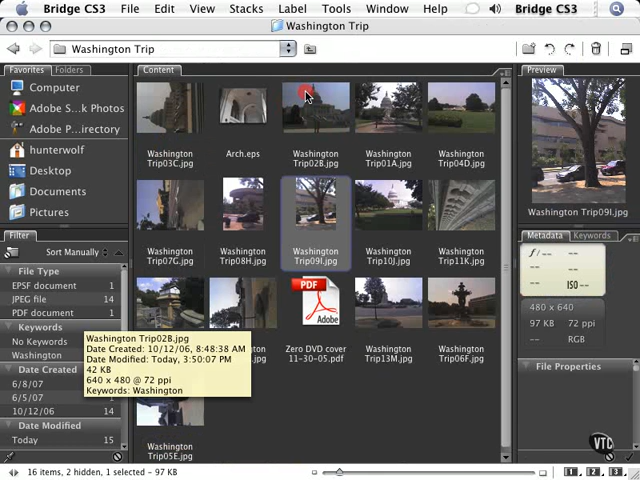 Bridge CS3 File Edit View Stacks Label Tools Window Help Bridge CS3
Washington Trip
Washington Trip
Favorites Folders
Computer
Adobe S...k Photos
Adobe P...irectory
hunterwolf
Desktop
Documents
Pictures
Filter
Sort Manually
File Type
EPSF document 1
JPEG file 14
PDF document 1
Keywords
No Keywords
Washington
Date Created
6/8/07
6/5/07
10/12/06 14
Date Modified
Today 15
Content
Washington Trip03C.jpg
Arch.eps
Washington Trip02B.jpg
Washington Trip01A.jpg
Washington Trip04D.jpg
Washington Trip07G.jpg
Washington Trip08H.jpg
Washington Trip09I.jpg
Washington Trip10J.jpg
Washington Trip11K.jpg
Zero DVD cover 11-30-05.pdf
Washington Trip13M.jpg
Washington Trip06F.jpg
Washington Trip05E.jpg
PDF
Adobe
Washington Trip02B.jpg
Date Created: 10/12/06, 8:48:38 AM
Date Modified: Today, 3:50:07 PM
42 KB
640 x 480 @ 72 ppi
Keywords: Washington
Preview
Washington Trip09I.jpg
Metadata Keywords
f/ -- --
-- --
-- ISO --
480 x 640
97 KB 72 ppi
-- RGB
File Properties
VTC
16 items, 2 hidden, 1 selected - 97 KB
1 2 3